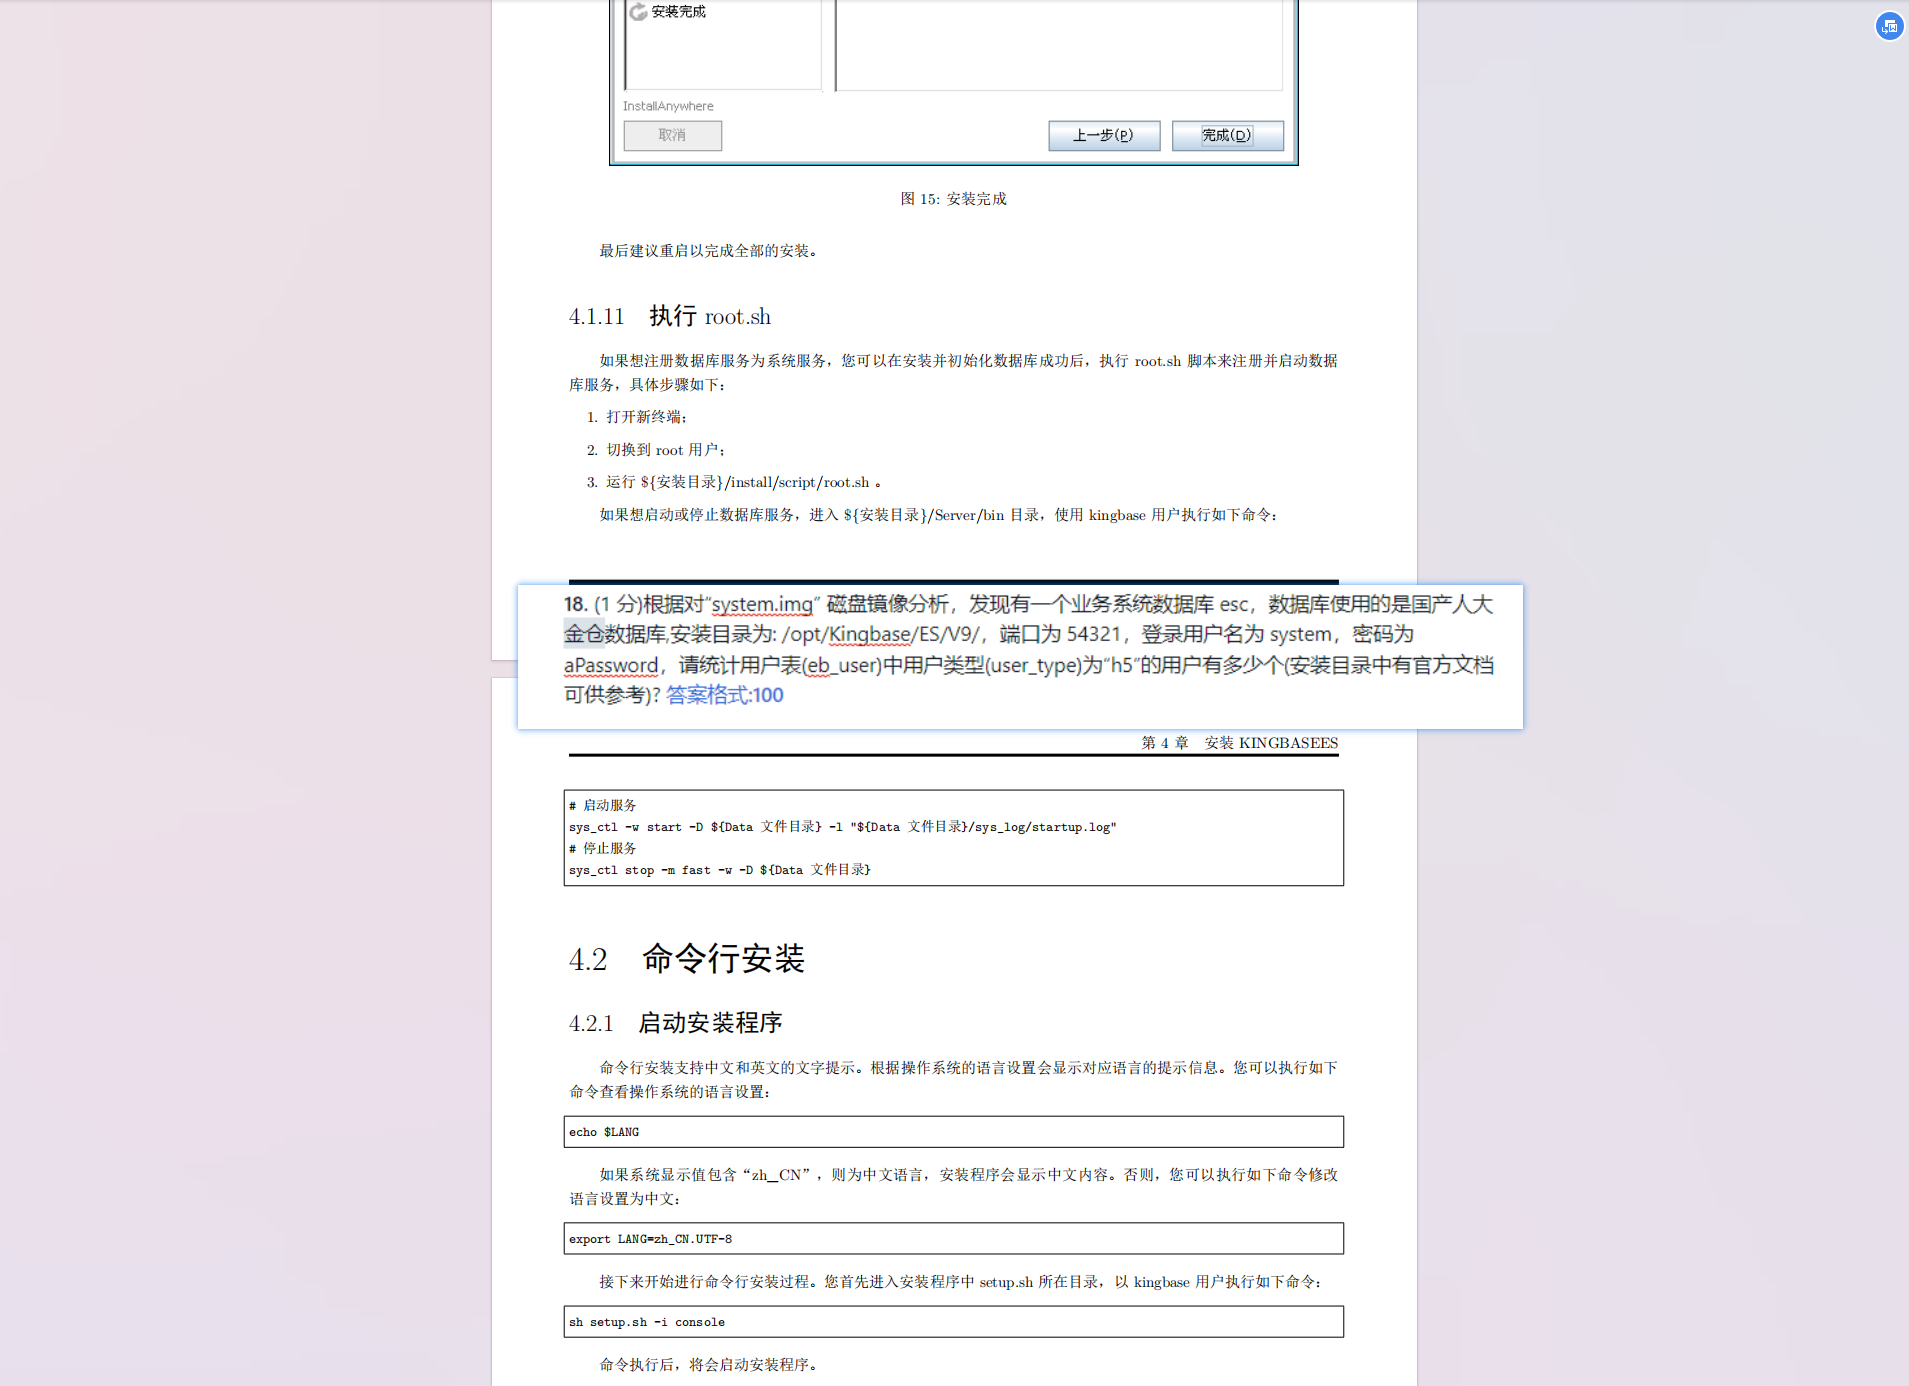 安装完成
InstallAnywhere
取消
上一步(P)
完成(D)
图 15: 安装完成
最后建议重启以完成全部的安装。
4.1.11 执行 root.sh
如果想注册数据库服务为系统服务，您可以在安装并初始化数据库成功后，执行 root.sh 脚本来注册并启动数据
库服务，具体步骤如下：
1. 打开新终端；
2. 切换到 root 用户；
3. 运行 ${安装目录}/install/script/root.sh 。
如果想启动或停止数据库服务，进入 ${安装目录}/Server/bin 目录，使用 kingbase 用户执行如下命令：
18. (1 分)根据对“system.img” 磁盘镜像分析，发现有一个业务系统数据库 esc，数据库使用的是国产人大
金仓数据库,安装目录为: /opt/Kingbase/ES/V9/，端口为 54321，登录用户名为 system，密码为
aPassword，请统计用户表(eb_user)中用户类型(user_type)为“h5”的用户有多少个(安装目录中有官方文档
可供参考)? 答案格式:100
第 4 章 安装 KINGBASEES
# 启动服务
sys_ctl -w start -D ${Data 文件目录} -l "${Data 文件目录}/sys_log/startup.log"
# 停止服务
sys_ctl stop -m fast -w -D ${Data 文件目录}
4.2 命令行安装
4.2.1 启动安装程序
命令行安装支持中文和英文的文字提示。根据操作系统的语言设置会显示对应语言的提示信息。您可以执行如下
命令查看操作系统的语言设置：
echo $LANG
如果系统显示值包含“zh_CN”，则为中文语言，安装程序会显示中文内容。否则，您可以执行如下命令修改
语言设置为中文：
export LANG=zh_CN.UTF-8
接下来开始进行命令行安装过程。您首先进入安装程序中 setup.sh 所在目录，以 kingbase 用户执行如下命令：
sh setup.sh -i console
命令执行后，将会启动安装程序。